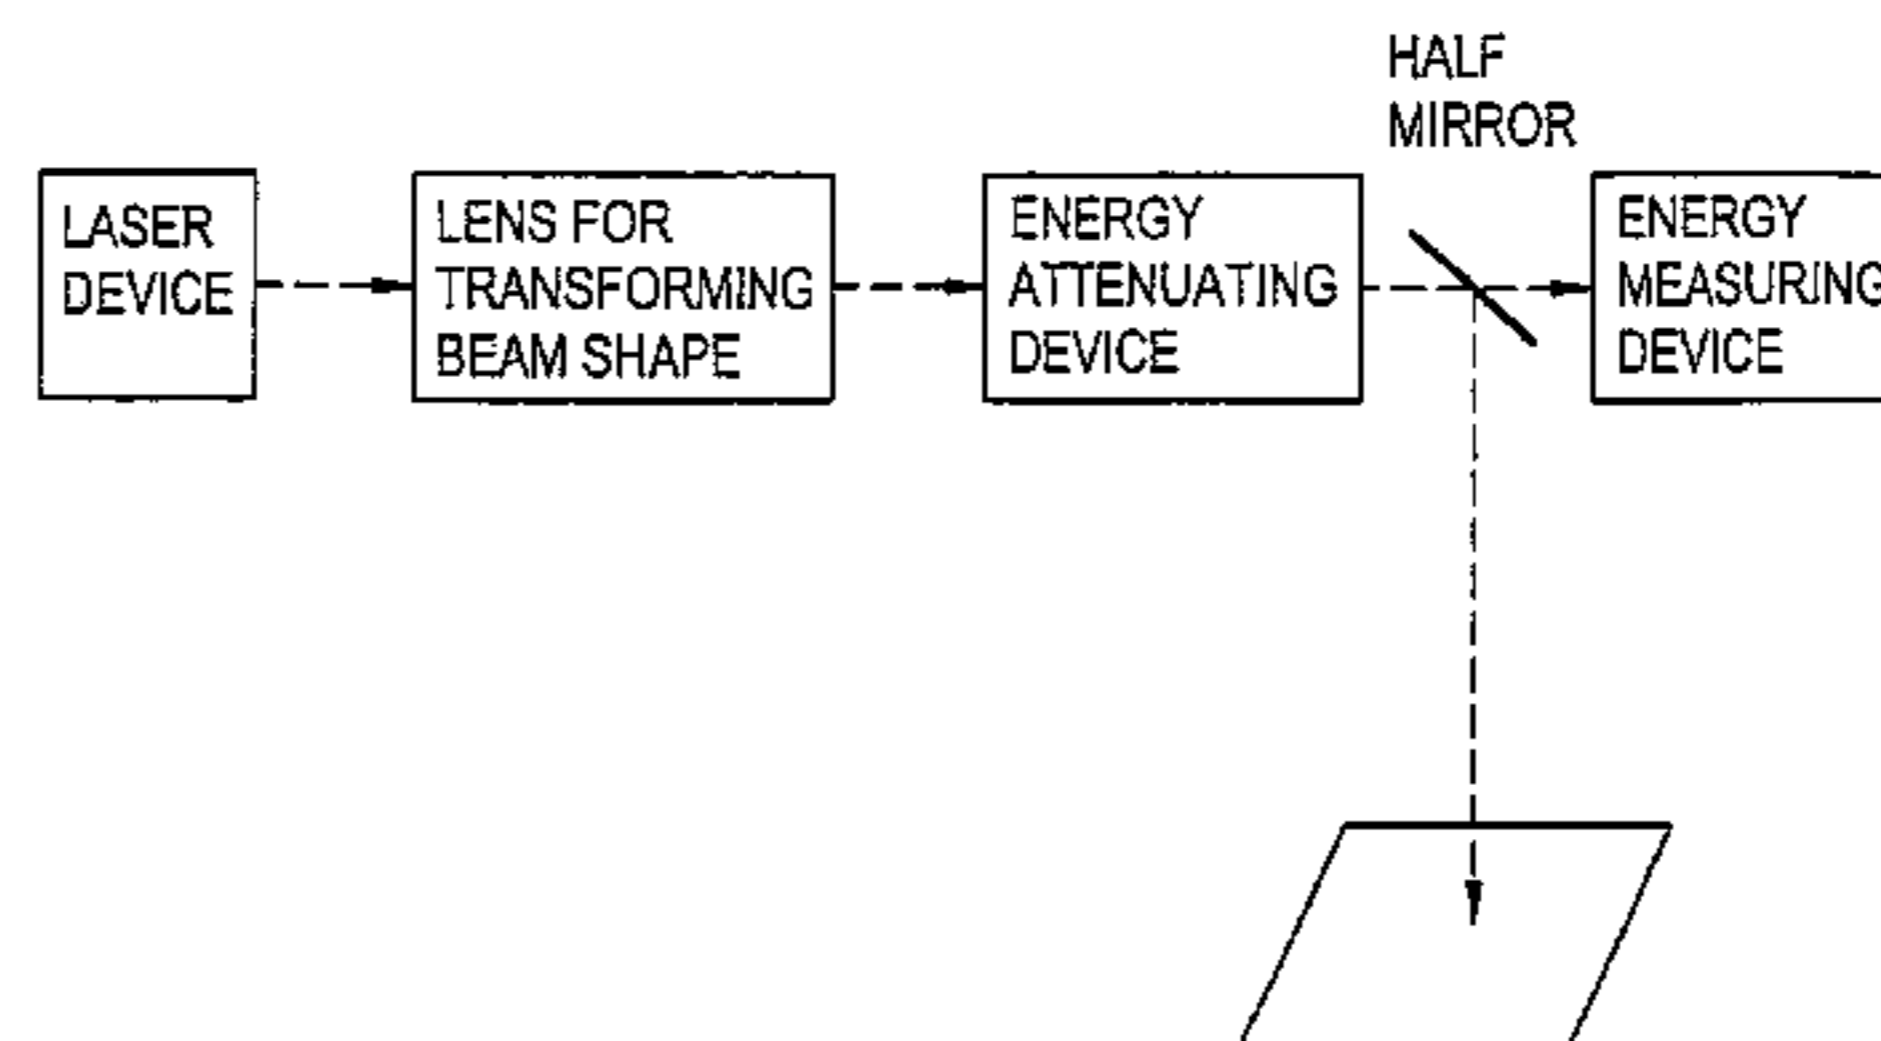 HALF
MIRROR
LASER
DEVICE
LENS FOR
TRANSFORMING
BEAM SHAPE
ENERGY
ATTENUATING
DEVICE
ENERGY
MEASURING
DEVICE